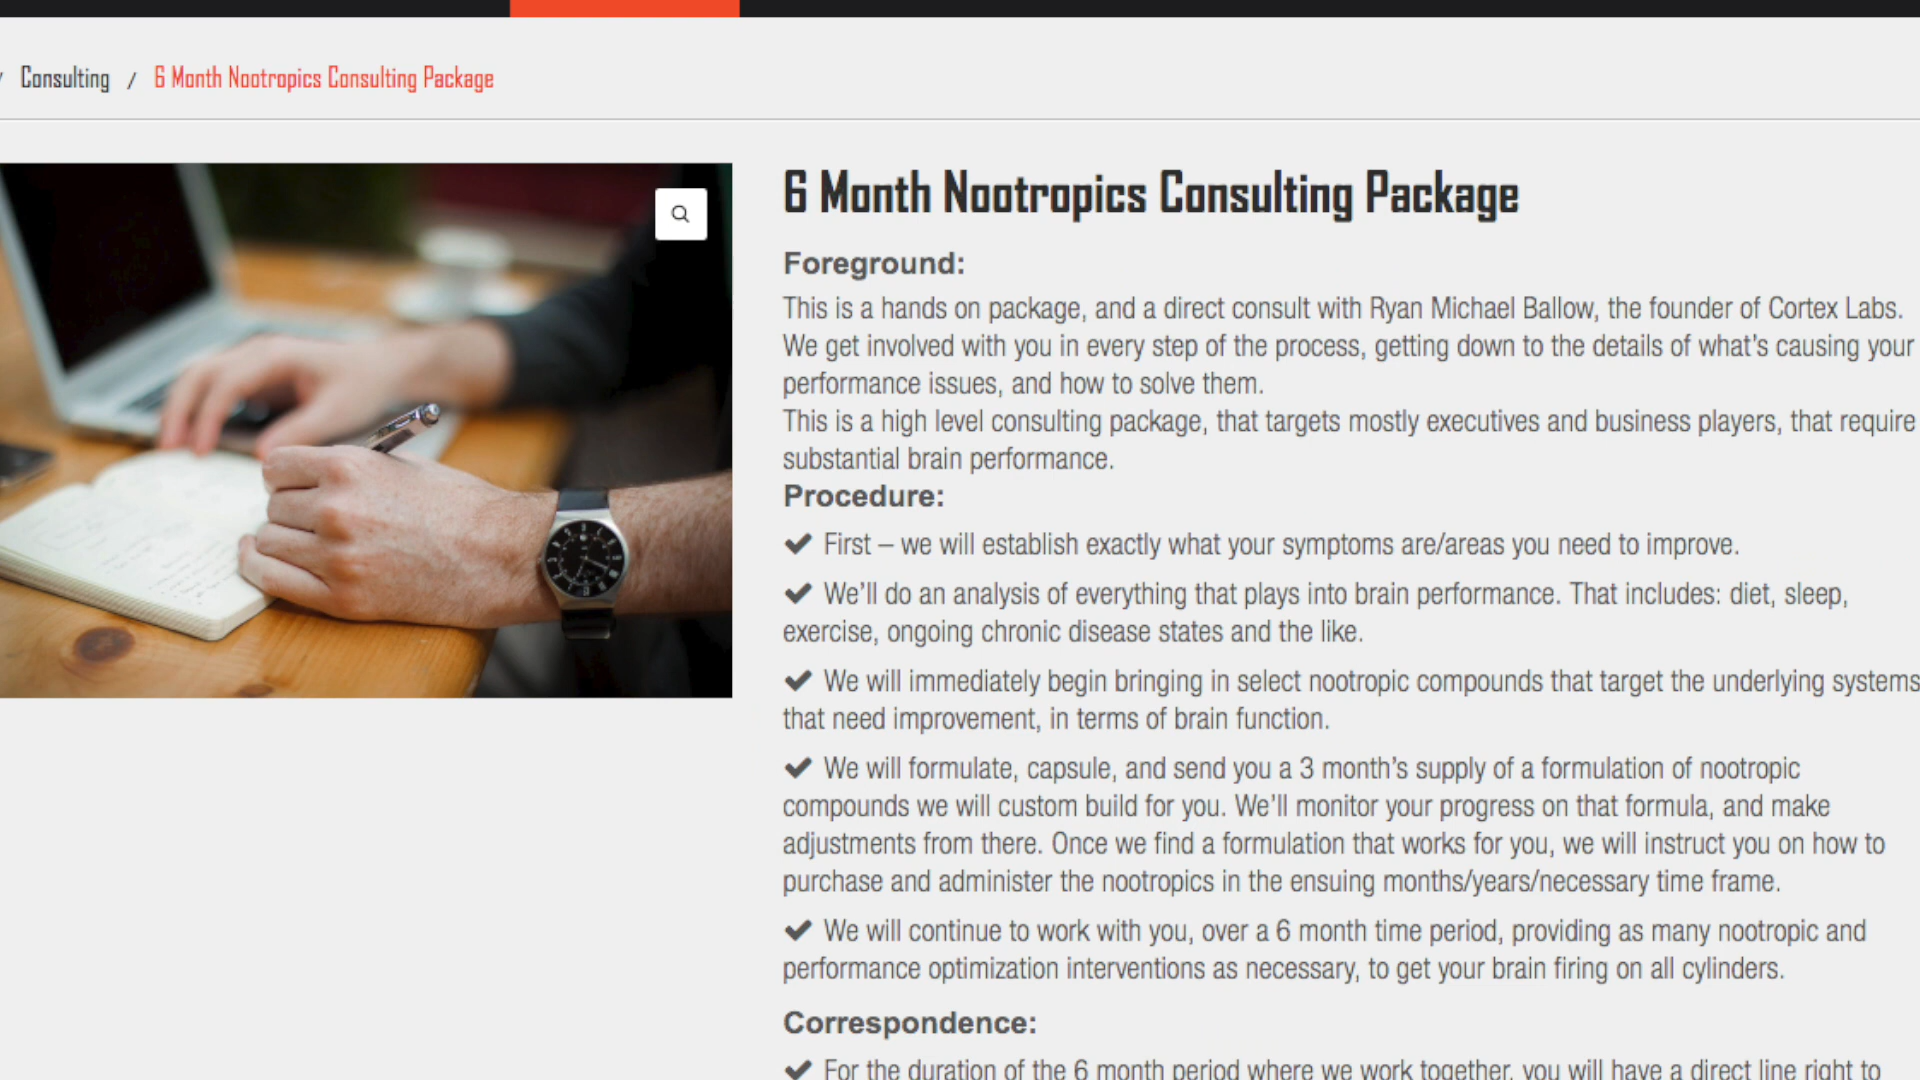 / Consulting / 6 Month Nootropics Consulting Package
6 Month Nootropics Consulting Package
Foreground:
This is a hands on package, and a direct consult with Ryan Michael Ballow, the founder of Cortex Labs.
We get involved with you in every step of the process, getting down to the details of what's causing your
performance issues, and how to solve them.
This is a high level consulting package, that targets mostly executives and business players, that require
substantial brain performance.
Procedure:
✔ First – we will establish exactly what your symptoms are/areas you need to improve.
✔ We'll do an analysis of everything that plays into brain performance. That includes: diet, sleep,
exercise, ongoing chronic disease states and the like.
✔ We will immediately begin bringing in select nootropic compounds that target the underlying systems
that need improvement, in terms of brain function.
✔ We will formulate, capsule, and send you a 3 month's supply of a formulation of nootropic
compounds we will custom build for you. We'll monitor your progress on that formula, and make
adjustments from there. Once we find a formulation that works for you, we will instruct you on how to
purchase and administer the nootropics in the ensuing months/years/necessary time frame.
✔ We will continue to work with you, over a 6 month time period, providing as many nootropic and
performance optimization interventions as necessary, to get your brain firing on all cylinders.
Correspondence:
✔ For the duration of the 6 month period where we work together, you will have a direct line right to